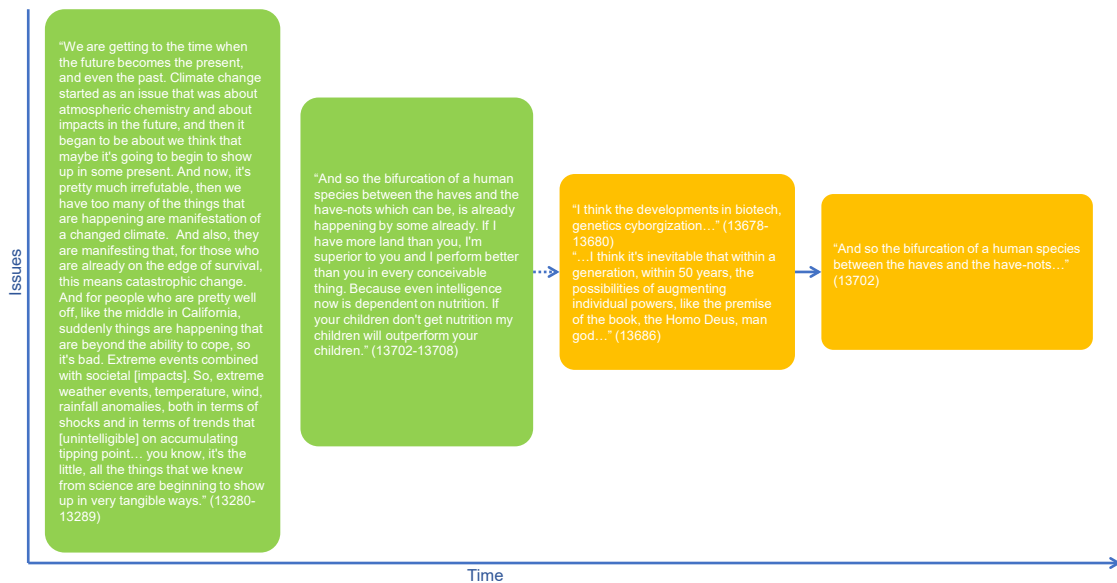 “We are getting to the time when
the future becomes the present,
and even the past. Climate change
started as an issue that was about
atmospheric chemistry and about
impacts in the future, and then it
began to be about we think that
maybe it's going to begin to show
up in some present. And now, it's
pretty much irrefutable, then we
have too many of the things that
are happening are manifestation of
a changed climate.  And also, they
are manifesting that, for those who
are already on the edge of survival,
this means catastrophic change.
And for people who are pretty well
off, like the middle in California,
suddenly things are happening that
are beyond the ability to cope, so
it's bad. Extreme events combined
with societal [impacts]. So, extreme
weather events, temperature, wind,
rainfall anomalies, both in terms of
shocks and in terms of trends that
[unintelligible] on accumulating
tipping point… you know, it's the
little, all the things that we knew
from science are beginning to show
up in very tangible ways.” (13280-
13289)
“And so the bifurcation of a human
species between the haves and the
have-nots which can be, is already
happening by some already. If I
have more land than you, I'm
superior to you and I perform better
than you in every conceivable
thing. Because even intelligence
now is dependent on nutrition. If
your children don't get nutrition my
children will outperform your
children.” (13702-13708)
“I think the developments in biotech,
genetics cyborgization…” (13678-
13680)
“…I think it's inevitable that within a
generation, within 50 years, the
possibilities of augmenting
individual powers, like the premise
of the book, the Homo Deus, man
god…” (13686)
“And so the bifurcation of a human species
between the haves and the have-nots…”
(13702)
Issues
Time